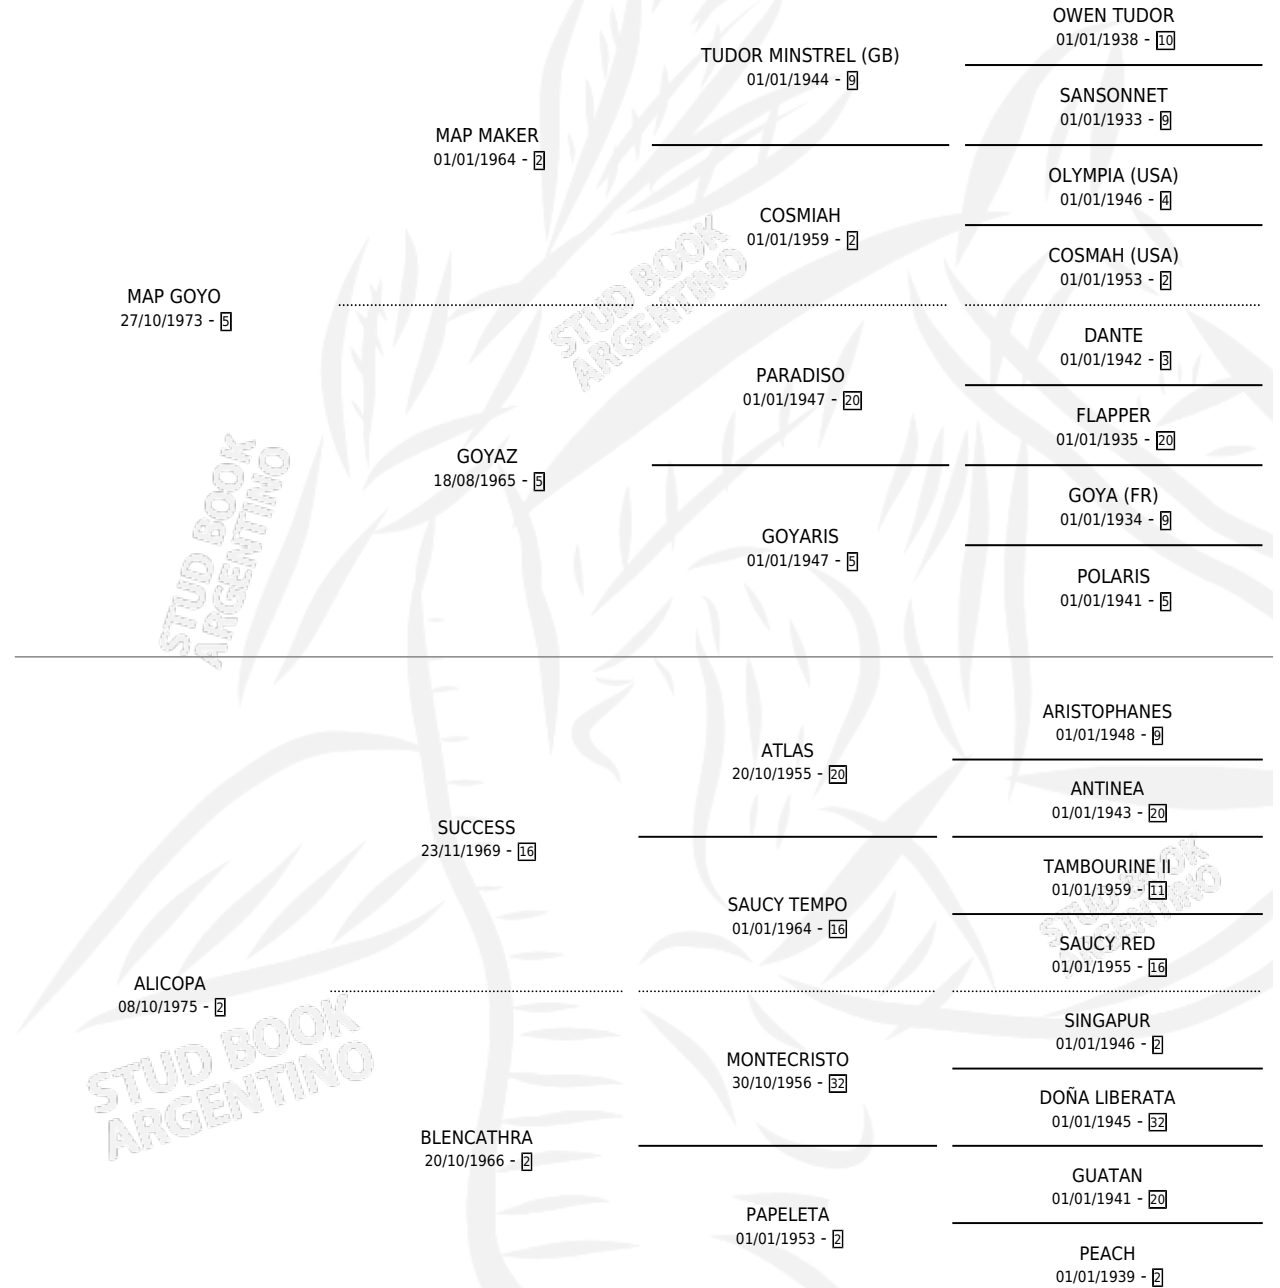 OWEN TUDOR
01/01/1938 - 10
TUDOR MINSTREL (GB)
01/01/1944 - 9
SANSONNET
01/01/1933 - 9
MAP MAKER
01/01/1964 - 2
OLYMPIA (USA)
01/01/1946 - 4
COSMIAH
01/01/1959 - 2
COSMAH (USA)
01/01/1953 - 2
MAP GOYO
27/10/1973 - 5
DANTE
01/01/1942 - 3
PARADISO
01/01/1947 - 20
FLAPPER
01/01/1935 - 20
GOYAZ
18/08/1965 - 5
GOYA (FR)
01/01/1934 - 9
GOYARIS
01/01/1947 - 5
POLARIS
01/01/1941 - 5
ARISTOPHANES
01/01/1948 - 9
ATLAS
20/10/1955 - 20
ANTINEA
01/01/1943 - 20
SUCCESS
23/11/1969 - 16
TAMBOURINE II
01/01/1959 - 11
SAUCY TEMPO
01/01/1964 - 16
SAUCY RED
01/01/1955 - 16
ALICOPA
08/10/1975 - 2
SINGAPUR
01/01/1946 - 2
MONTECRISTO
30/10/1956 - 32
DOÑA LIBERATA
01/01/1945 - 32
BLENCATHRA
20/10/1966 - 2
GUATAN
01/01/1941 - 20
PAPELETA
01/01/1953 - 2
PEACH
01/01/1939 - 2
STUD BOOK
ARGENTINO
STUD BOOK
ARGENTINO
STUD BOOK
ARGENTINO
STUD BOOK
ARGENTINO